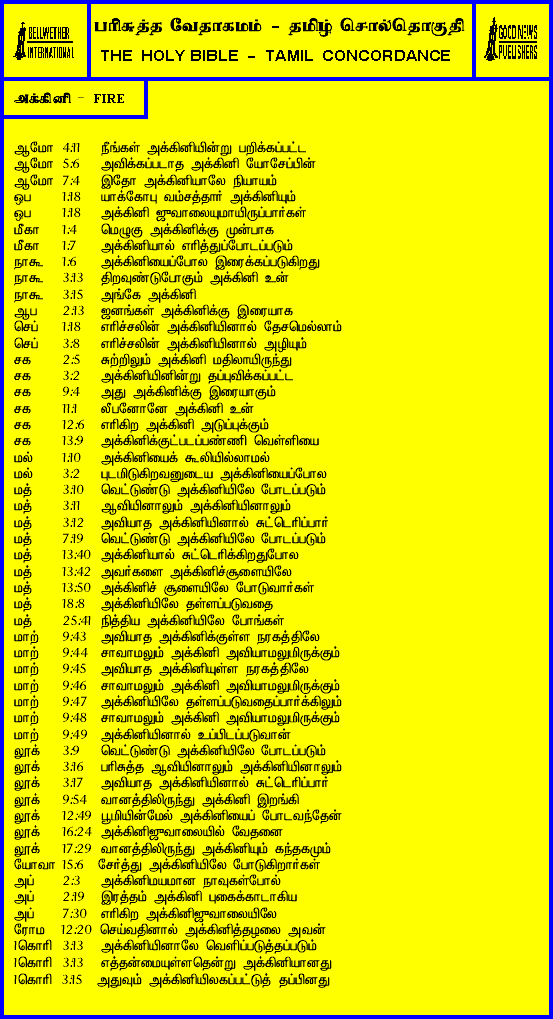 BELLWETHER INTERNATIONAL
பரிசுத்த வேதாகமம் - தமிழ் சொல்தொகுதி
THE HOLY BIBLE - TAMIL CONCORDANCE
GOOD NEWS PUBLISHERS
அக்கினி - FIRE
ஆமோ 4:11 நீங்கள் அக்கினியின்று பறிக்கப்பட்ட
ஆமோ 5:6 அவிக்கப்படாத அக்கினி யோசேப்பின்
ஆமோ 7:4 இதோ அக்கினியாலே நியாயம்
ஒப 1:18 யாக்கோபு வம்சத்தார் அக்கினியும்
ஒப 1:18 அக்கினி ஜுவாலையுமாயிருப்பார்கள்
மீகா 1:4 மெழுகு அக்கினிக்கு முன்பாக
மீகா 1:7 அக்கினியால் எரித்துப்போடப்படும்
நாகூ 1:6 அக்கினியைப்போல இரைக்கப்படுகிறது
நாகூ 3:13 திறவுண்டுபோகும் அக்கினி உன்
நாகூ 3:15 அங்கே அக்கினி
ஆப 2:13 ஜனங்கள் அக்கினிக்கு இரையாக
செப் 1:18 எரிச்சலின் அக்கினியினால் தேசமெல்லாம்
செப் 3:8 எரிச்சலின் அக்கினியினால் அழியும்
சக 2:5 சுற்றிலும் அக்கினி மதிலாயிருந்து
சக 3:2 அக்கினியினின்று தப்புவிக்கப்பட்ட
சக 9:4 அது அக்கினிக்கு இரையாகும்
சக 11:1 லீபனோனே அக்கினி உன்
சக 12:6 எரிகிற அக்கினி அடுப்புக்கும்
சக 13:9 அக்கினிக்குட்படப்பண்ணி வெள்ளியை
மல் 1:10 அக்கினியைக் கூலியில்லாமல்
மல் 3:2 புடமிடுகிறவனுடைய அக்கினியைப்போல
மத் 3:10 வெட்டுண்டு அக்கினியிலே போடப்படும்
மத் 3:11 ஆவியினாலும் அக்கினியினாலும்
மத் 3:12 அவியாத அக்கினியினால் சுட்டெரிப்பார்
மத் 7:19 வெட்டுண்டு அக்கினியிலே போடப்படும்
மத் 13:40 அக்கினியால் சுட்டெரிக்கிறதுபோல
மத் 13:42 அவர்களை அக்கினிச்சூளையிலே
மத் 13:50 அக்கினிச் சூளையிலே போடுவார்கள்
மத் 18:8 அக்கினியிலே தள்ளப்படுவதை
மத் 25:41 நித்திய அக்கினியிலே போங்கள்
மாற் 9:43 அவியாத அக்கினிக்குள்ள நரகத்திலே
மாற் 9:44 சாவாமலும் அக்கினி அவியாமலுமிருக்கும்
மாற் 9:45 அவியாத அக்கினியுள்ள நரகத்திலே
மாற் 9:46 சாவாமலும் அக்கினி அவியாமலுமிருக்கும்
மாற் 9:47 அக்கினியிலே தள்ளப்படுவதைப்பார்க்கிலும்
மாற் 9:48 சாவாமலும் அக்கினி அவியாமலுமிருக்கும்
மாற் 9:49 அக்கினியினால் உப்பிடப்படுவான்
லூக் 3:9 வெட்டுண்டு அக்கினியிலே போடப்படும்
லூக் 3:16 பரிசுத்த ஆவியினாலும் அக்கினியினாலும்
லூக் 3:17 அவியாத அக்கினியினால் சுட்டெரிப்பார்
லூக் 9:54 வானத்திலிருந்து அக்கினி இறங்கி
லூக் 12:49 பூமியின்மேல் அக்கினியைப் போடவந்தேன்
லூக் 16:24 அக்கினிஜுவாலையில் வேதனை
லூக் 17:29 வானத்திலிருந்து அக்கினியும் கந்தகமும்
யோவா 15:6 சேர்த்து அக்கினியிலே போடுகிறார்கள்
அப் 2:3 அக்கினிமயமான நாவுகள்போல்
அப் 2:19 இரத்தம் அக்கினி புகைக்காடாகிய
அப் 7:30 எரிகிற அக்கினிஜுவாலையிலே
ரோம 12:20 செய்வதினால் அக்கினித்தழலை அவன்
1கொரி 3:13 அக்கினியினாலே வெளிப்படுத்தப்படும்
1கொரி 3:13 எத்தன்மையுள்ளதென்று அக்கினியானது
1கொரி 3:15 அதுவும் அக்கினியிலகப்பட்டுத் தப்பினது